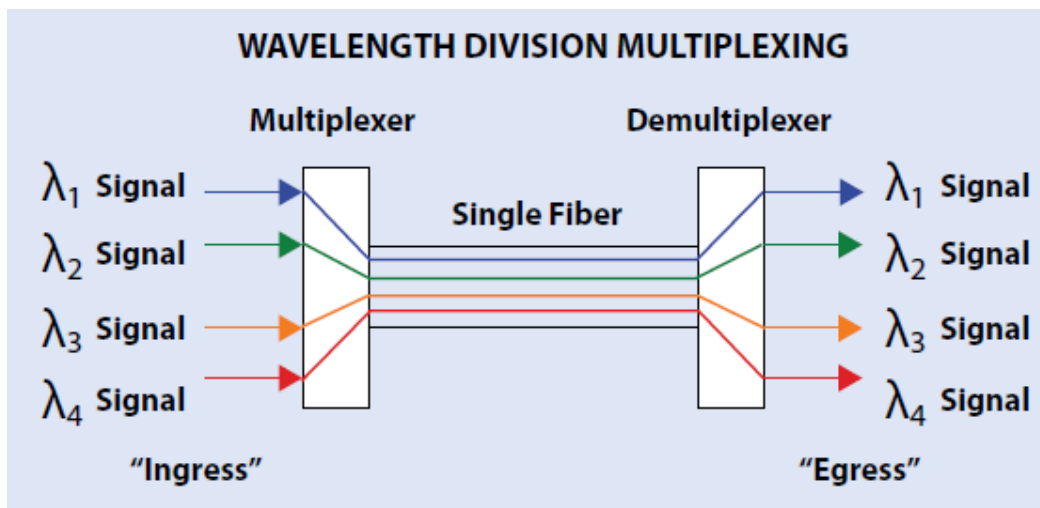 WAVELENGTH DIVISION MULTIPLEXING
Multiplexer
Demultiplexer
Single Fiber
λ1 Signal
λ2 Signal
λ3 Signal
λ4 Signal
λ1 Signal
λ2 Signal
λ3 Signal
λ4 Signal
“Ingress”
“Egress”